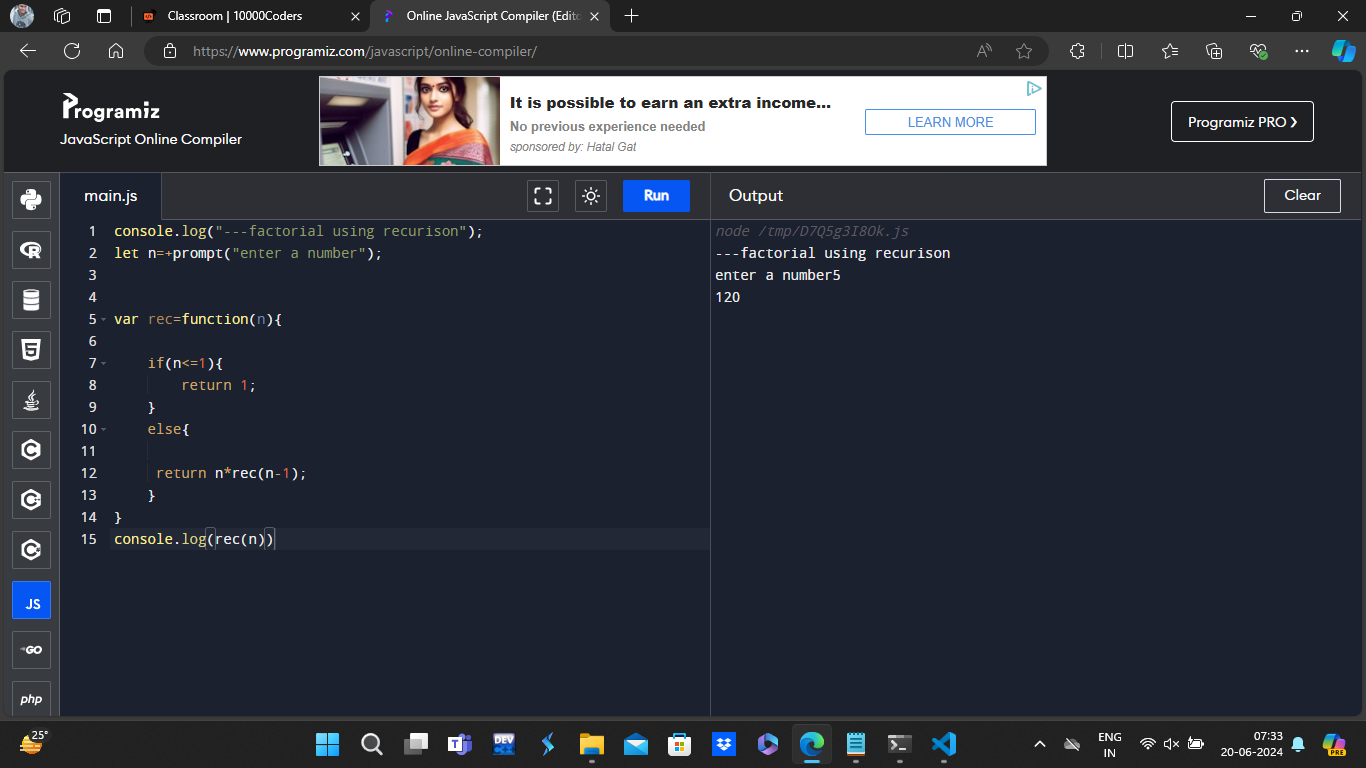 Classroom | 10000Coders
Online JavaScript Compiler (Edito
https://www.programiz.com/javascript/online-compiler/
Programiz
JavaScript Online Compiler
It is possible to earn an extra income...
No previous experience needed
sponsored by: Hatal Gat
LEARN MORE
Programiz PRO
main.js
Run
Output
Clear
1 console.log("---factorial using recurison");
2 let n=+prompt("enter a number");
3
4
5 var rec=function(n){
6
7 if(n<=1){
8 return 1;
9 }
10 else{
11
12 return n*rec(n-1);
13 }
14 }
15 console.log(rec(n))
node /tmp/D7Q5g3I8Ok.js
---factorial using recurison
enter a number5
120
JS
GO
php
25°
DEV
ENG
IN
07:33
20-06-2024
PRE